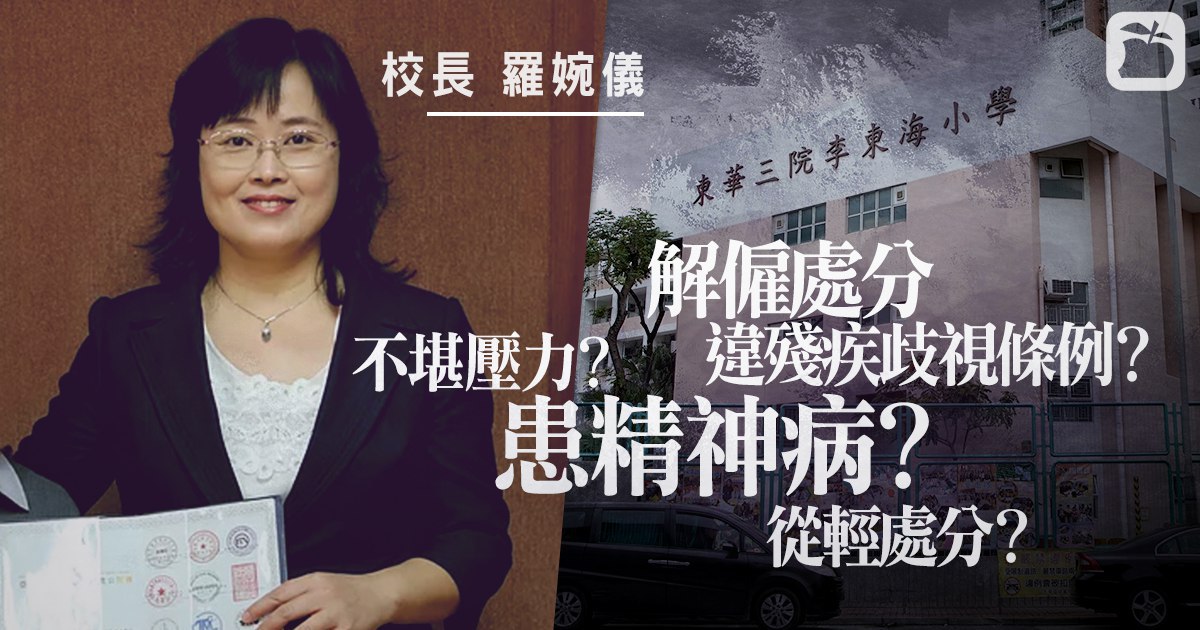 校長 羅婉儀
東華三院李東海小學
解僱處分
不堪壓力?
違殘疾歧視條例?
患精神病?
從輕處分?